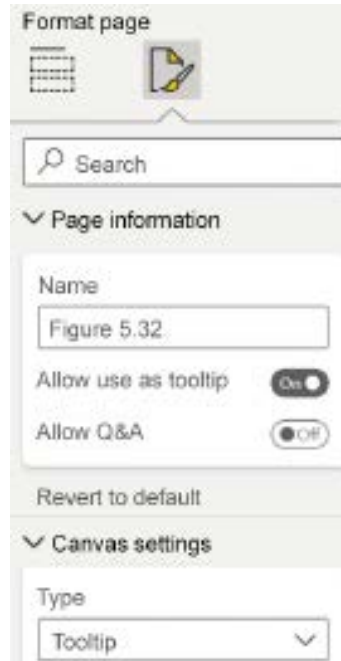 Format page
Search
Page information
Name
Figure 5.32
Allow use as tooltip On
Allow Q&A Off
Revert to default
Canvas settings
Type
Tooltip